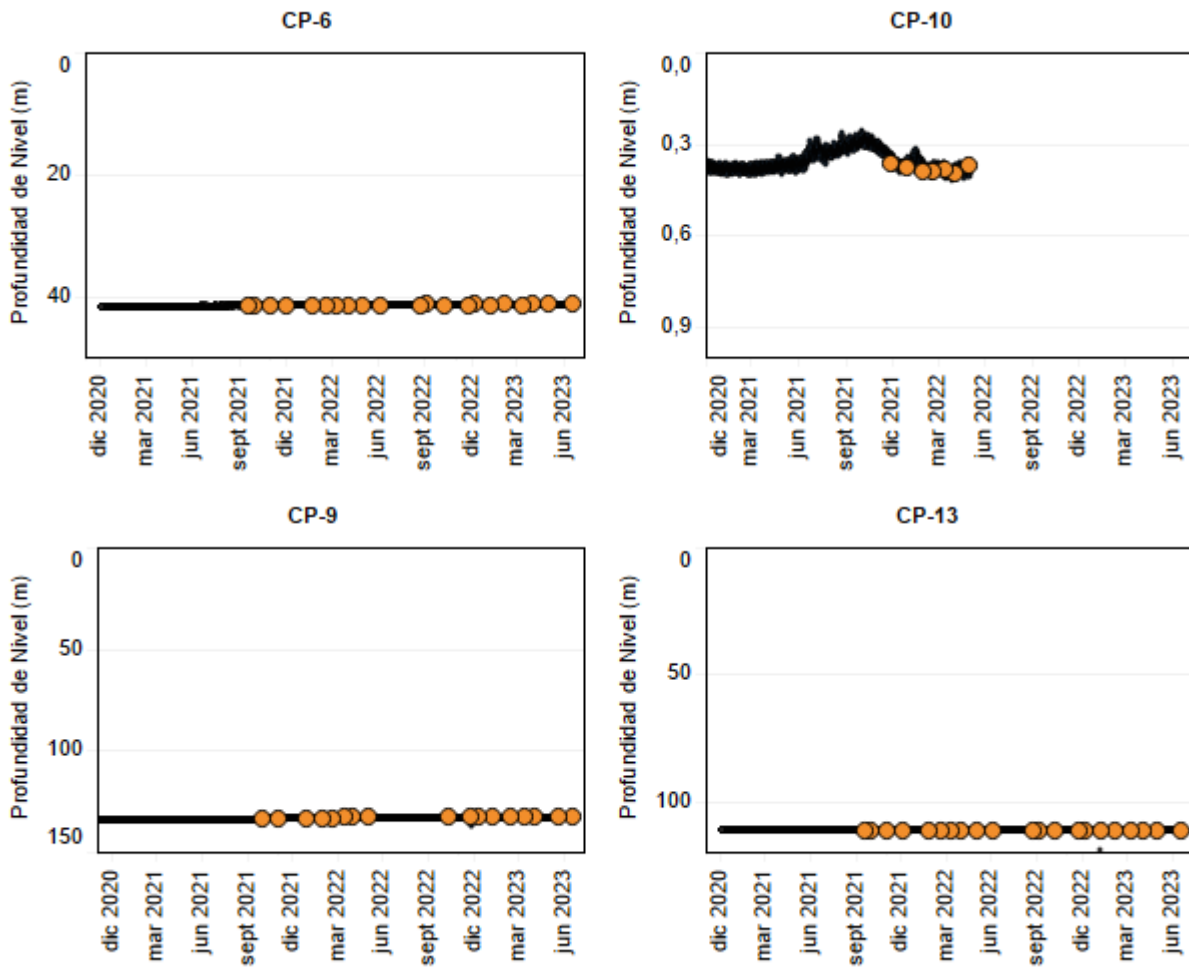 CP-6
Profundidad de Nivel (m)
0
20
40
dic 2020
mar 2021
jun 2021
sept 2021
dic 2021
mar 2022
jun 2022
sept 2022
dic 2022
mar 2023
jun 2023
CP-10
Profundidad de Nivel (m)
0,0
0,3
0,6
0,9
dic 2020
mar 2021
jun 2021
sept 2021
dic 2021
mar 2022
jun 2022
sept 2022
dic 2022
mar 2023
jun 2023
CP-9
Profundidad de Nivel (m)
0
50
100
150
dic 2020
mar 2021
jun 2021
sept 2021
dic 2021
mar 2022
jun 2022
sept 2022
dic 2022
mar 2023
jun 2023
CP-13
Profundidad de Nivel (m)
0
50
100
dic 2020
mar 2021
jun 2021
sept 2021
dic 2021
mar 2022
jun 2022
sept 2022
dic 2022
mar 2023
jun 2023